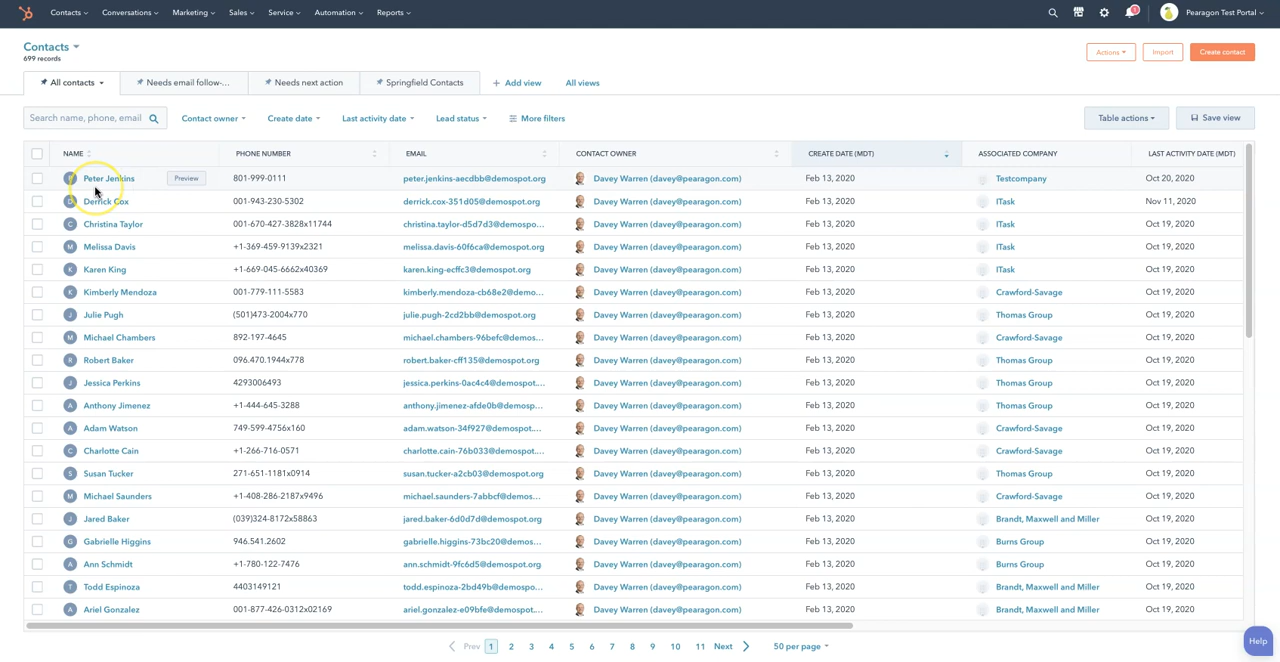 Contacts Conversations Marketing Sales Service Automation Reports 1 Pearagon Test Portal
Contacts
699 records
Actions Import Create contact
All contacts Needs email follow-... Needs next action Springfield Contacts + Add view All views
Search name, phone, email Contact owner Create date Last activity date Lead status More filters Table actions Save view
NAME PHONE NUMBER EMAIL CONTACT OWNER CREATE DATE (MDT) ASSOCIATED COMPANY LAST ACTIVITY DATE (MDT)
Peter Jenkins Preview 801-999-0111 peter.jenkins-aecdbb@demospot.org Davey Warren (davey@pearagon.com) Feb 13, 2020 Testcompany Oct 20, 2020
Derrick Cox 001-943-230-5302 derrick.cox-351d05@demospot.org Davey Warren (davey@pearagon.com) Feb 13, 2020 ITask Nov 11, 2020
C Christina Taylor 001-670-427-3828x11744 christina.taylor-d5d7d3@demospo... Davey Warren (davey@pearagon.com) Feb 13, 2020 ITask Oct 19, 2020
M Melissa Davis +1-369-459-9139x2321 melissa.davis-60f6ca@demospot.org Davey Warren (davey@pearagon.com) Feb 13, 2020 ITask Oct 19, 2020
K Karen King +1-669-045-6662x40369 karen.king-ecffc3@demospot.org Davey Warren (davey@pearagon.com) Feb 13, 2020 ITask Oct 19, 2020
K Kimberly Mendoza 001-779-111-5583 kimberly.mendoza-cb68e2@demo... Davey Warren (davey@pearagon.com) Feb 13, 2020 Crawford-Savage Oct 19, 2020
J Julie Pugh (501)473-2004x770 julie.pugh-2cd2bb@demospot.org Davey Warren (davey@pearagon.com) Feb 13, 2020 Thomas Group Oct 19, 2020
M Michael Chambers 892-197-4645 michael.chambers-96befc@demos... Davey Warren (davey@pearagon.com) Feb 13, 2020 Crawford-Savage Oct 19, 2020
R Robert Baker 096.470.1944x778 robert.baker-cff135@demospot.org Davey Warren (davey@pearagon.com) Feb 13, 2020 Thomas Group Oct 19, 2020
J Jessica Perkins 4293006493 jessica.perkins-0ac4c4@demospot.... Davey Warren (davey@pearagon.com) Feb 13, 2020 Thomas Group Oct 19, 2020
A Anthony Jimenez +1-444-645-3288 anthony.jimenez-afde0b@demosp... Davey Warren (davey@pearagon.com) Feb 13, 2020 Thomas Group Oct 19, 2020
A Adam Watson 749-599-4756x160 adam.watson-34f927@demospot.... Davey Warren (davey@pearagon.com) Feb 13, 2020 Crawford-Savage Oct 19, 2020
C Charlotte Cain +1-266-716-0571 charlotte.cain-76b033@demospot.... Davey Warren (davey@pearagon.com) Feb 13, 2020 Crawford-Savage Oct 19, 2020
S Susan Tucker 271-651-1181x0914 susan.tucker-a2cb03@demospot.org Davey Warren (davey@pearagon.com) Feb 13, 2020 Thomas Group Oct 19, 2020
M Michael Saunders +1-408-286-2187x9496 michael.saunders-7abbcf@demos... Davey Warren (davey@pearagon.com) Feb 13, 2020 Crawford-Savage Oct 19, 2020
J Jared Baker (039)324-8172x58863 jared.baker-6d0d7d@demospot.org Davey Warren (davey@pearagon.com) Feb 13, 2020 Brandt, Maxwell and Miller Oct 19, 2020
G Gabrielle Higgins 946.541.2602 gabrielle.higgins-73bc20@demosp... Davey Warren (davey@pearagon.com) Feb 13, 2020 Burns Group Oct 19, 2020
A Ann Schmidt +1-780-122-7476 ann.schmidt-9fc6d5@demospot.org Davey Warren (davey@pearagon.com) Feb 13, 2020 Burns Group Oct 19, 2020
T Todd Espinoza 4403149121 todd.espinoza-2bd49b@demospo... Davey Warren (davey@pearagon.com) Feb 13, 2020 Brandt, Maxwell and Miller Oct 19, 2020
A Ariel Gonzalez 001-877-426-0312x02169 ariel.gonzalez-e09bfe@demospot.... Davey Warren (davey@pearagon.com) Feb 13, 2020 Brandt, Maxwell and Miller Oct 19, 2020
Prev 1 2 3 4 5 6 7 8 9 10 11 Next 50 per page
Help